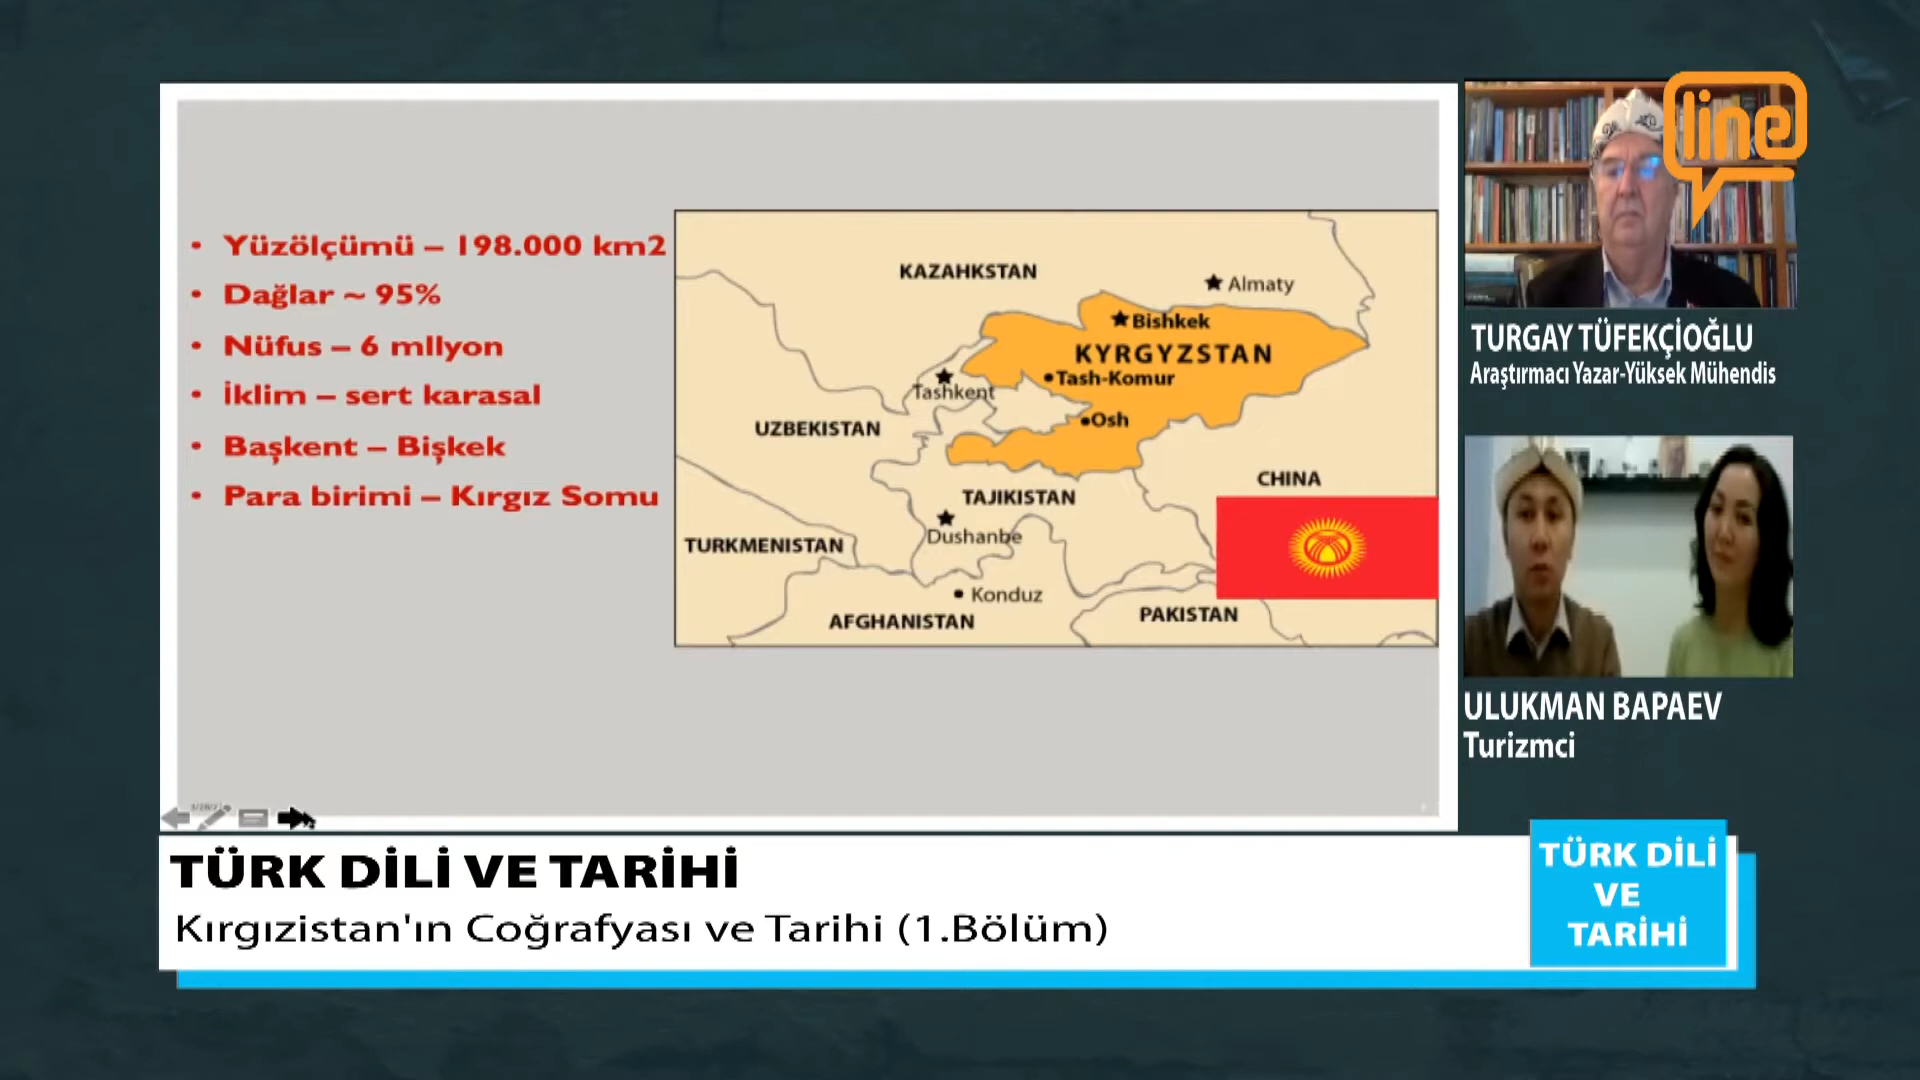 • Yüzölçümü – 198.000 km2
• Dağlar ~ 95%
• Nüfus – 6 mllyon
• İklim – sert karasal
• Başkent – Bişkek
• Para birimi – Kırgız Somu
KAZAHKSTAN
Almaty
Bishkek
KYRGYZSTAN
Tash-Komur
Tashkent
Osh
UZBEKISTAN
CHINA
TAJIKISTAN
Dushanbe
TURKMENISTAN
Konduz
AFGHANISTAN
PAKISTAN
line
TURGAY TÜFEKÇİOĞLU
Araştırmacı Yazar-Yüksek Mühendis
ULUKMAN BAPAEV
Turizmci
TÜRK DİLİ VE TARİHİ
Kırgızistan'ın Coğrafyası ve Tarihi (1.Bölüm)
TÜRK DİLİ
VE
TARİHİ